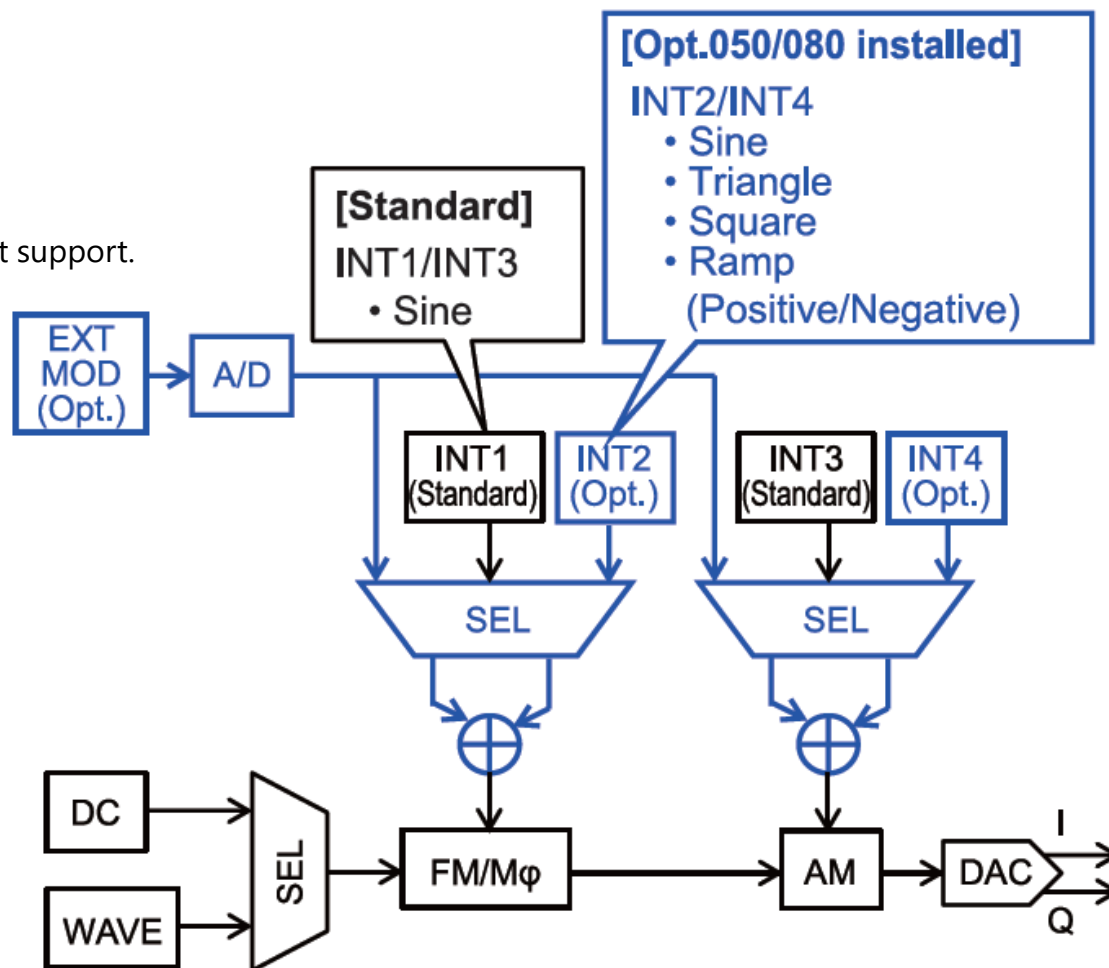 [Opt.050/080 installed]
INT2/INT4
• Sine
• Triangle
• Square
• Ramp
(Positive/Negative)
[Standard]
INT1/INT3
• Sine
t support.
EXT
MOD
(Opt.)
A/D
INT1
(Standard)
INT2
(Opt.)
INT3
(Standard)
INT4
(Opt.)
SEL
SEL
DC
WAVE
SEL
FM/Mφ
AM
DAC
I
Q